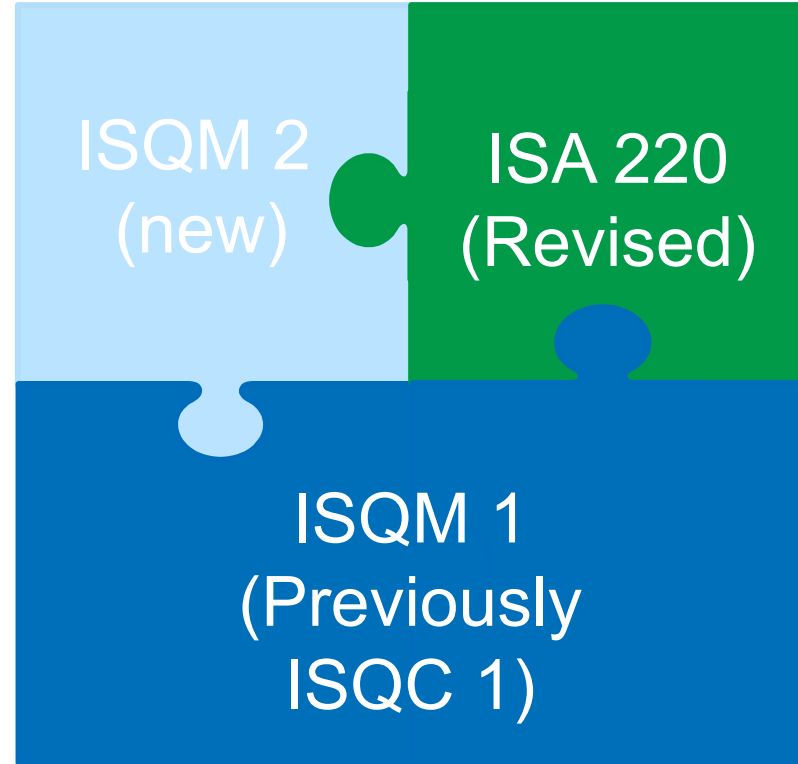 ISQM 2
(new)
ISA 220
(Revised)
ISQM 1
(Previously
ISQC 1)